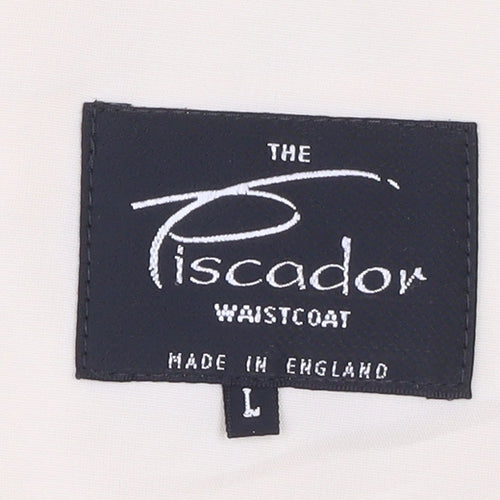 THE
Piscador
WAISTCOAT
MADE IN ENGLAND
L